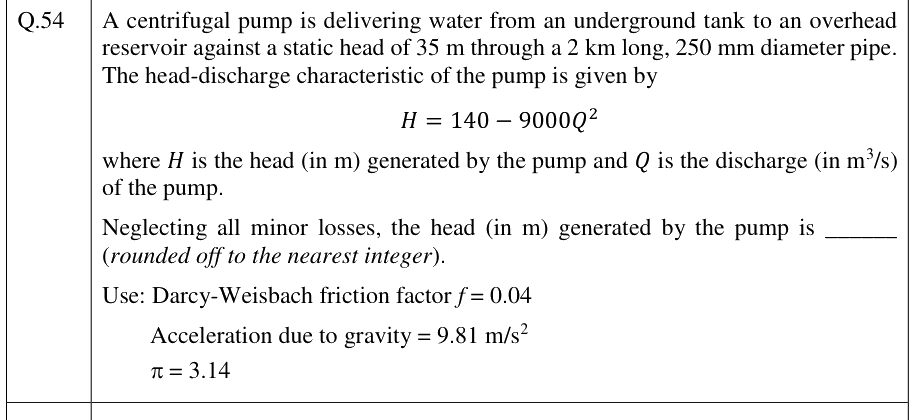 Q.54 A centrifugal pump is delivering water from an underground tank to an overhead
reservoir against a static head of 35 m through a 2 km long, 250 mm diameter pipe.
The head-discharge characteristic of the pump is given by
H = 140 − 9000Q²
where H is the head (in m) generated by the pump and Q is the discharge (in m³/s)
of the pump.
Neglecting all minor losses, the head (in m) generated by the pump is ______
(rounded off to the nearest integer).
Use: Darcy-Weisbach friction factor f = 0.04
Acceleration due to gravity = 9.81 m/s²
π = 3.14